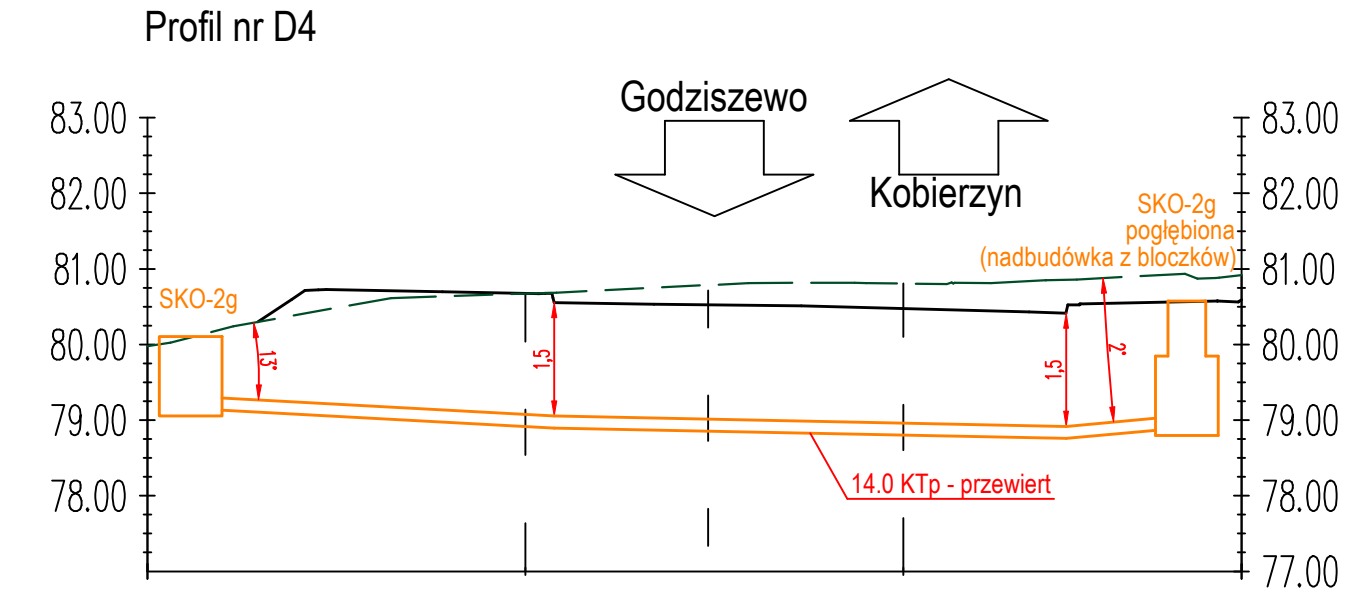 Profil nr D4
Godziszewo
Kobierzyn
83.00
82.00
81.00
80.00
79.00
78.00
83.00
82.00
81.00
80.00
79.00
78.00
77.00
SKO-2g
SKO-2g
pogłębiona
(nadbudówka z bloczków)
13°
1,5
1,5
2°
14.0 KTp - przewiert